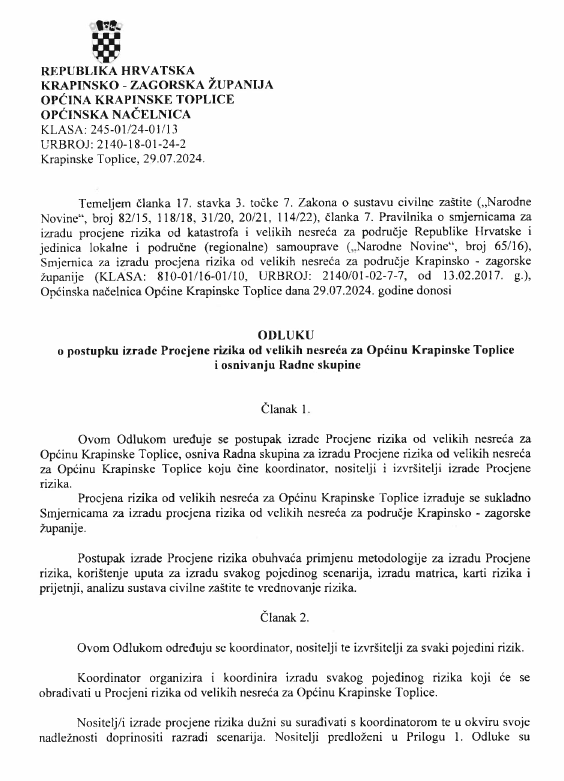 REPUBLIKA HRVATSKA
KRAPINSKO - ZAGORSKA ŽUPANIJA
OPĆINA KRAPINSKE TOPLICE
OPĆINSKA NAČELNICA
KLASA: 245-01/24-01/13
URBROJ: 2140-18-01-24-2
Krapinske Toplice, 29.07.2024.
Temeljem članka 17. stavka 3. točke 7. Zakona o sustavu civilne zaštite („Narodne
Novine“, broj 82/15, 118/18, 31/20, 20/21, 114/22), članka 7. Pravilnika o smjernicama za
izradu procjene rizika od katastrofa i velikih nesreća za područje Republike Hrvatske i
jedinica lokalne i područne (regionalne) samouprave („Narodne Novine“, broj 65/16),
Smjernica za izradu procjena rizika od velikih nesreća za područje Krapinsko - zagorske
županije (KLASA: 810-01/16-01/10, URBROJ: 2140/01-02-7-7, od 13.02.2017. g.),
Općinska načelnica Općine Krapinske Toplice dana 29.07.2024. godine donosi
ODLUKU
o postupku izrade Procjene rizika od velikih nesreća za Općinu Krapinske Toplice
i osnivanju Radne skupine
Članak 1.
Ovom Odlukom uređuje se postupak izrade Procjene rizika od velikih nesreća za
Općinu Krapinske Toplice, osniva Radna skupina za izradu Procjene rizika od velikih nesreća
za Općinu Krapinske Toplice koju čine koordinator, nositelji i izvršitelji izrade Procjene
rizika.
Procjena rizika od velikih nesreća za Općinu Krapinske Toplice izrađuje se sukladno
Smjernicama za izradu procjena rizika od velikih nesreća za područje Krapinsko - zagorske
županije.
Postupak izrade Procjene rizika obuhvaća primjenu metodologije za izradu Procjene
rizika, korištenje uputa za izradu svakog pojedinog scenarija, izradu matrica, karti rizika i
prijetnji, analizu sustava civilne zaštite te vrednovanje rizika.
Članak 2.
Ovom Odlukom određuju se koordinator, nositelji te izvršitelji za svaki pojedini rizik.
Koordinator organizira i koordinira izradu svakog pojedinog rizika koji će se
obrađivati u Procjeni rizika od velikih nesreća za Općinu Krapinske Toplice.
Nositelj/i izrade procjene rizika dužni su surađivati s koordinatorom te u okviru svoje
nadležnosti doprinositi razradi scenarija. Nositelji predloženi u Prilogu 1. Odluke su